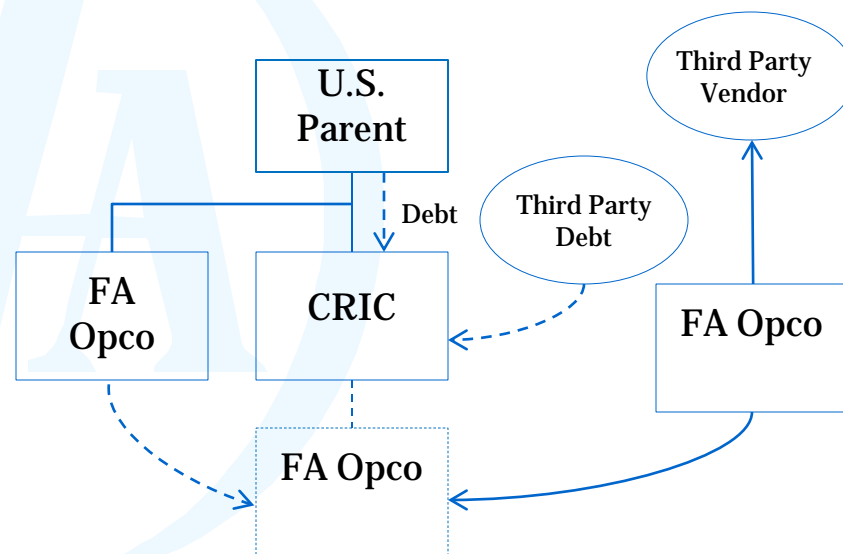 U.S.
Parent
Third Party
Vendor
Debt
Third Party
Debt
FA
Opco
CRIC
FA Opco
FA Opco